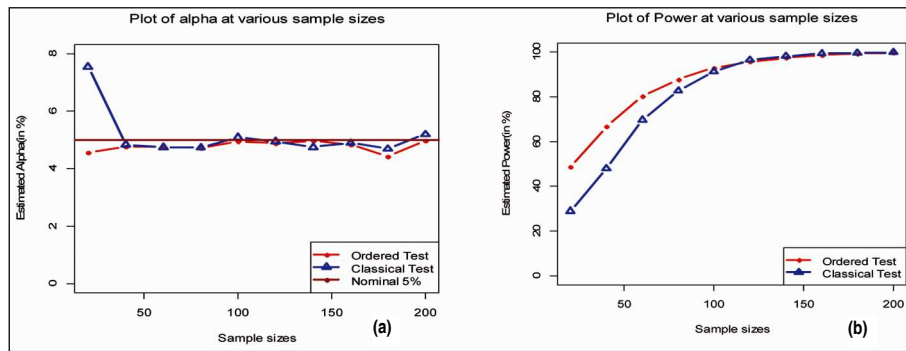 Plot of alpha at various sample sizes
Estimated Alpha(in %)
8
6
4
2
0
Ordered Test
Classical Test
Nominal 5%
50
100
150
200
Sample sizes
(a)
Plot of Power at various sample sizes
Estimated Power(in %)
100
80
60
40
20
0
Ordered Test
Classical Test
50
100
150
200
Sample sizes
(b)